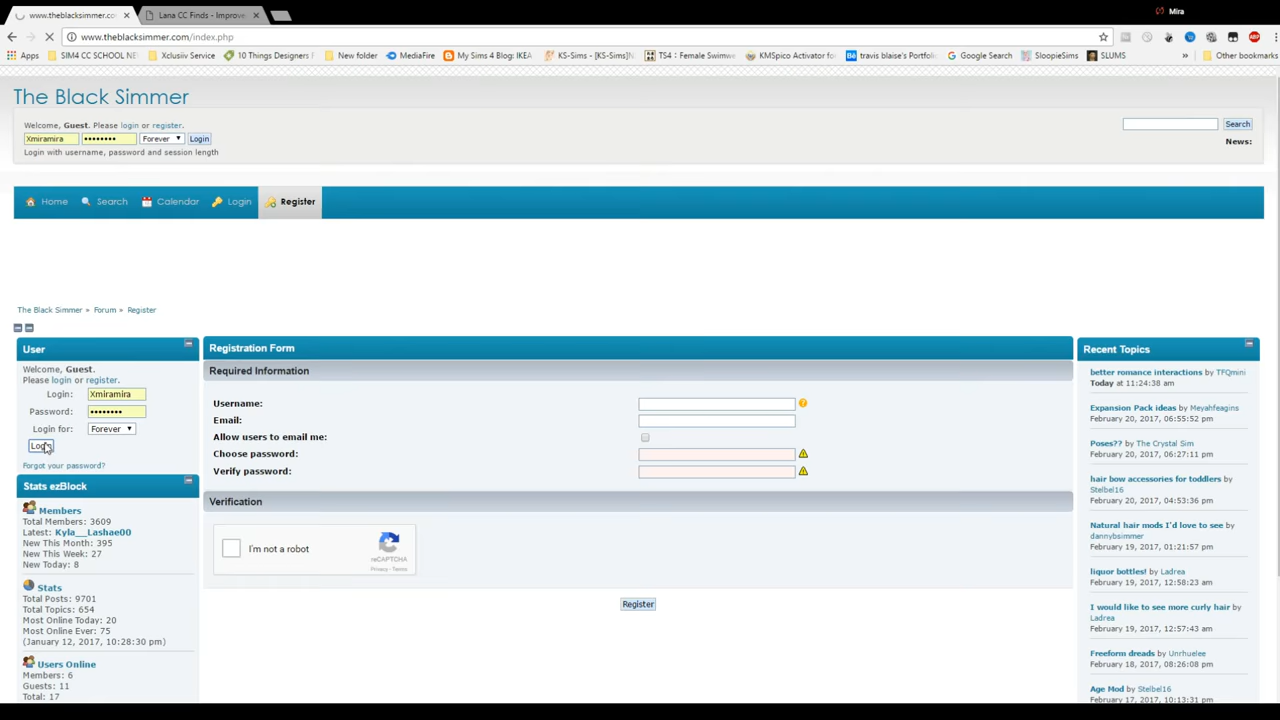 www.theblacksimmer.co
Lana CC Finds - Improve
Mira
www.theblacksimmer.com/index.php
Apps
SIM4 CC SCHOOL NE
Xclusiiv Service
10 Things Designers
New folder
MediaFire
My Sims 4 Blog: IKEA
KS-Sims - [KS-Sims]
TS4 : Female Swimwe
KMSpico Activator fo
travis blaise's Portfoli
Google Search
SloopieSims
SLUMS
»
Other bookmarks
The Black Simmer
Welcome, Guest. Please login or register.
Xmiramira •••••••• Forever Login
Login with username, password and session length
Search
News:
Home
Search
Calendar
Login
Register
The Black Simmer » Forum » Register
User
Welcome, Guest.
Please login or register.
Login: Xmiramira
Password: ••••••••
Login for: Forever
Login
Forgot your password?
Stats ezBlock
Members
Total Members: 3609
Latest: Kyla__Lashae00
New This Month: 395
New This Week: 27
New Today: 8
Stats
Total Posts: 9701
Total Topics: 654
Most Online Today: 20
Most Online Ever: 75
(January 12, 2017, 10:28:30 pm)
Users Online
Members: 6
Guests: 11
Total: 17
Registration Form
Required Information
Username:
Email:
Allow users to email me:
Choose password:
Verify password:
Verification
I'm not a robot
reCAPTCHA
Privacy - Terms
Register
Recent Topics
better romance interactions by TFQmini
Today at 11:24:38 am
Expansion Pack ideas by Meyahfeagins
February 20, 2017, 06:55:52 pm
Poses?? by The Crystal Sim
February 20, 2017, 06:27:11 pm
hair bow accessories for toddlers by
Stelbel16
February 20, 2017, 04:53:36 pm
Natural hair mods I'd love to see by
dannybsimmer
February 19, 2017, 01:21:57 pm
liquor bottles! by Ladrea
February 19, 2017, 12:58:23 am
I would like to see more curly hair by
Ladrea
February 19, 2017, 12:57:43 am
Freeform dreads by Unrhuelee
February 18, 2017, 08:26:08 pm
Age Mod by Stelbel16
February 17, 2017, 10:13:31 pm